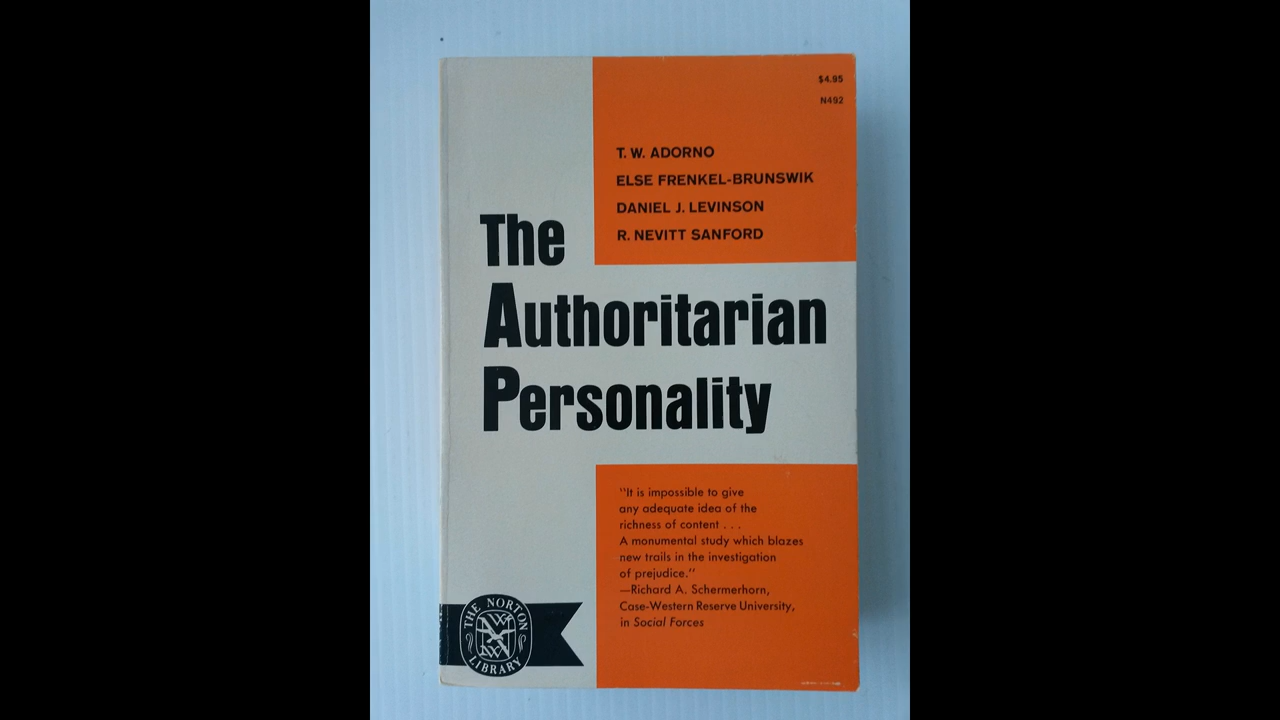 $4.95
N492
T. W. ADORNO
ELSE FRENKEL-BRUNSWIK
DANIEL J. LEVINSON
R. NEVITT SANFORD
The
Authoritarian
Personality
"It is impossible to give
any adequate idea of the
richness of content . . .
A monumental study which blazes
new trails in the investigation
of prejudice."
—Richard A. Schermerhorn,
Case-Western Reserve University,
in Social Forces
THE NORTON
LIBRARY